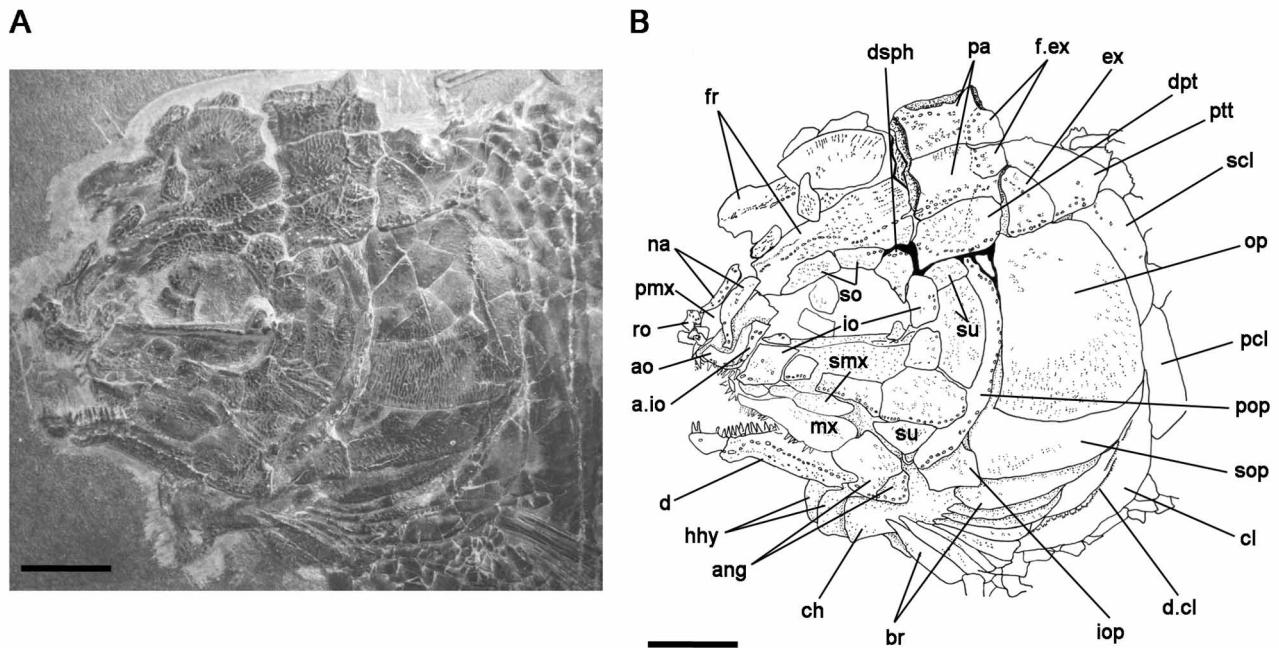 A
B
dsph
pa
f.ex
ex
dpt
ptt
scl
op
pcl
pop
sop
cl
d.cl
iop
br
ch
ang
hhy
d
a.io
ao
ro
pmx
na
fr
so
io
su
smx
mx
su